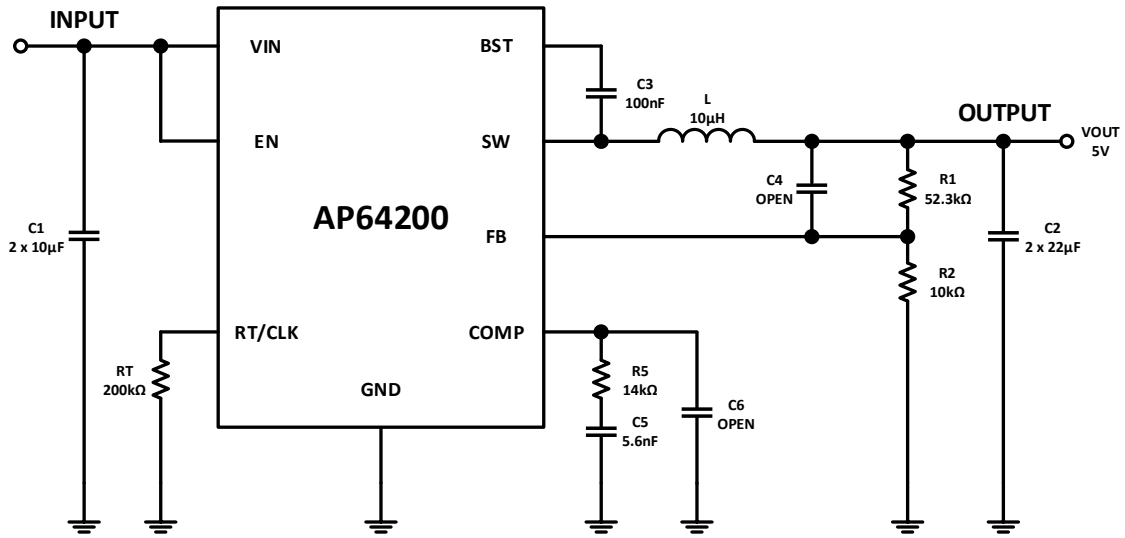 INPUT
VIN
BST
C3
100nF
L
10µH
OUTPUT
VOUT
5V
EN
SW
C4
OPEN
R1
52.3kΩ
AP64200
C1
2 x 10µF
FB
C2
2 x 22µF
R2
10kΩ
RT/CLK
COMP
RT
200kΩ
GND
R5
14kΩ
C6
OPEN
C5
5.6nF